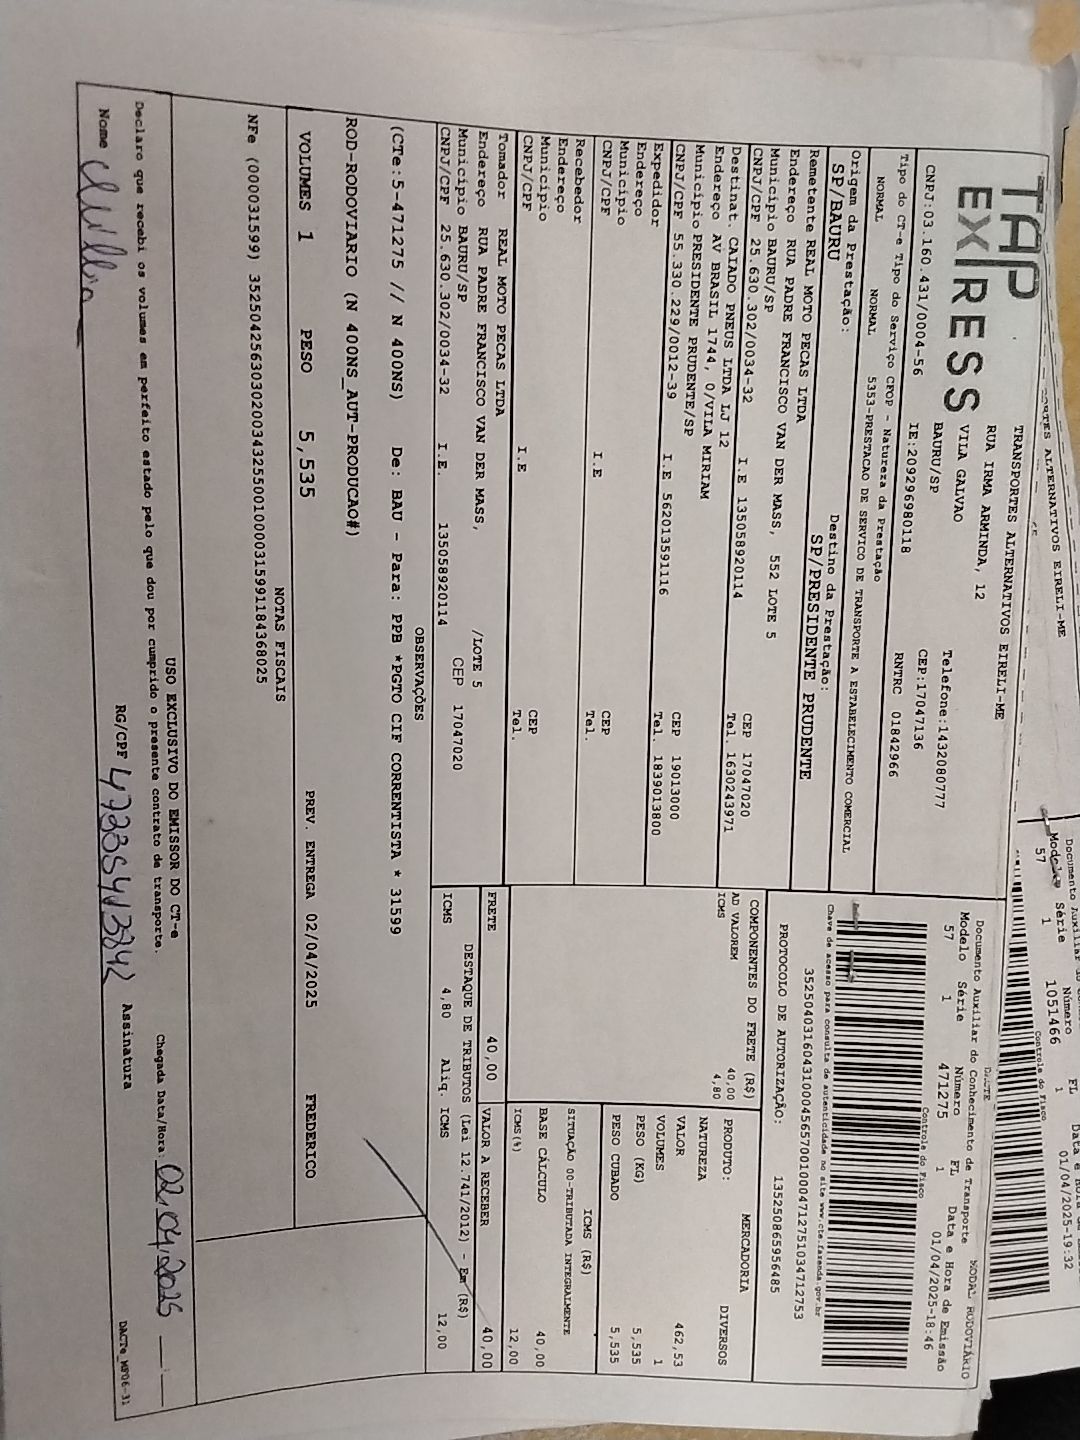 TAP EXPRESS
TRANSPORTES ALTERNATIVOS EIRELI-ME
RUA IRMA ARMINDA, 12
VILA GALVAO
BAURU/SP
Telefone:1432080777
CEP:17047136
CNPJ:03.160.431/0004-56 IE:209296980118 RNTRC 01842966
Tipo do CT-e Tipo do Serviço CFOP - Natureza da Prestação
NORMAL NORMAL 5353-PRESTACAO DE SERVICO DE TRANSPORTE A ESTABELECIMENTO COMERCIAL
Origem da Prestação: Destino da Prestação:
SP/BAURU SP/PRESIDENTE PRUDENTE
Remetente REAL MOTO PECAS LTDA
Endereço RUA PADRE FRANCISCO VAN DER MASS, 552 LOTE 5
Município BAURU/SP CEP 17047020
CNPJ/CPF 25.630.302/0034-32 I.E 135058920114 Tel. 1630243971
Destinat. CAIADO PNEUS LTDA LJ 12
Endereço AV BRASIL 1744, 0/VILA MIRIAM
Município PRESIDENTE PRUDENTE/SP CEP 19013000
CNPJ/CPF 55.330.229/0012-39 I.E 562013591116 Tel. 1839013800
Expedidor
Endereço
Município CEP
CNPJ/CPF I.E Tel.
Recebedor
Endereço
Município CEP
CNPJ/CPF I.E Tel.
Tomador REAL MOTO PECAS LTDA
Endereço RUA PADRE FRANCISCO VAN DER MASS, /LOTE 5
Município BAURU/SP CEP 17047020
CNPJ/CPF 25.630.302/0034-32 I.E. 135058920114
DACTE MODAL RODOVIÁRIO
Documento Auxiliar do Conhecimento de Transporte
Modelo Série Número FL Data e Hora de Emissão
57 1 471275 1 01/04/2025-18:46
Controle do Fisco
Chave de acesso para consulta de autenticidade no site www.cte.fazenda.gov.br
35250403160431000456570010004712751034712753
PROTOCOLO DE AUTORIZAÇÃO: 135250865956485
COMPONENTES DO FRETE (R$)
AD VALOREM 40,00
ICMS 4,80
PRODUTO: MERCADORIA
NATUREZA DIVERSOS
VALOR 462,53
VOLUMES 1
PESO (KG) 5,535
PESO CUBADO 5,535
ICMS (R$)
SITUAÇÃO 00-TRIBUTADA INTEGRALMENTE
BASE CÁLCULO 40,00
ICMS(%) 12,00
FRETE 40,00 VALOR A RECEBER 40,00
DESTAQUE DE TRIBUTOS (Lei 12.741/2012) - Em (R$)
ICMS 4,80 Aliq. ICMS 12,00
OBSERVAÇÕES
(CTe:5-471275 // N 400NS) De: BAU - Para: PPB *PGTO CIF CORRENTISTA * 31599
ROD-RODOVIARIO (N 400NS_AUT-PRODUCAO#)
VOLUMES 1 PESO 5,535 PREV. ENTREGA 02/04/2025 FREDERICO
NOTAS FISCAIS
NFe (000031599) 35250425630302003432550010000315991184368025
USO EXCLUSIVO DO EMISSOR DO CT-e
Declaro que recebi os volumes em perfeito estado pelo que dou por cumprido o presente contrato de transporte.
Chegada Data/Hora: 02.04.2025 __:__
Nome RG/CPF Assinatura
DACTe_MP06-31
TRANSPORTES ALTERNATIVOS EIRELI-ME
Modelo Série Número FL
57 1 1051466 1 01/04/2025-19:32
Controle do Fisco